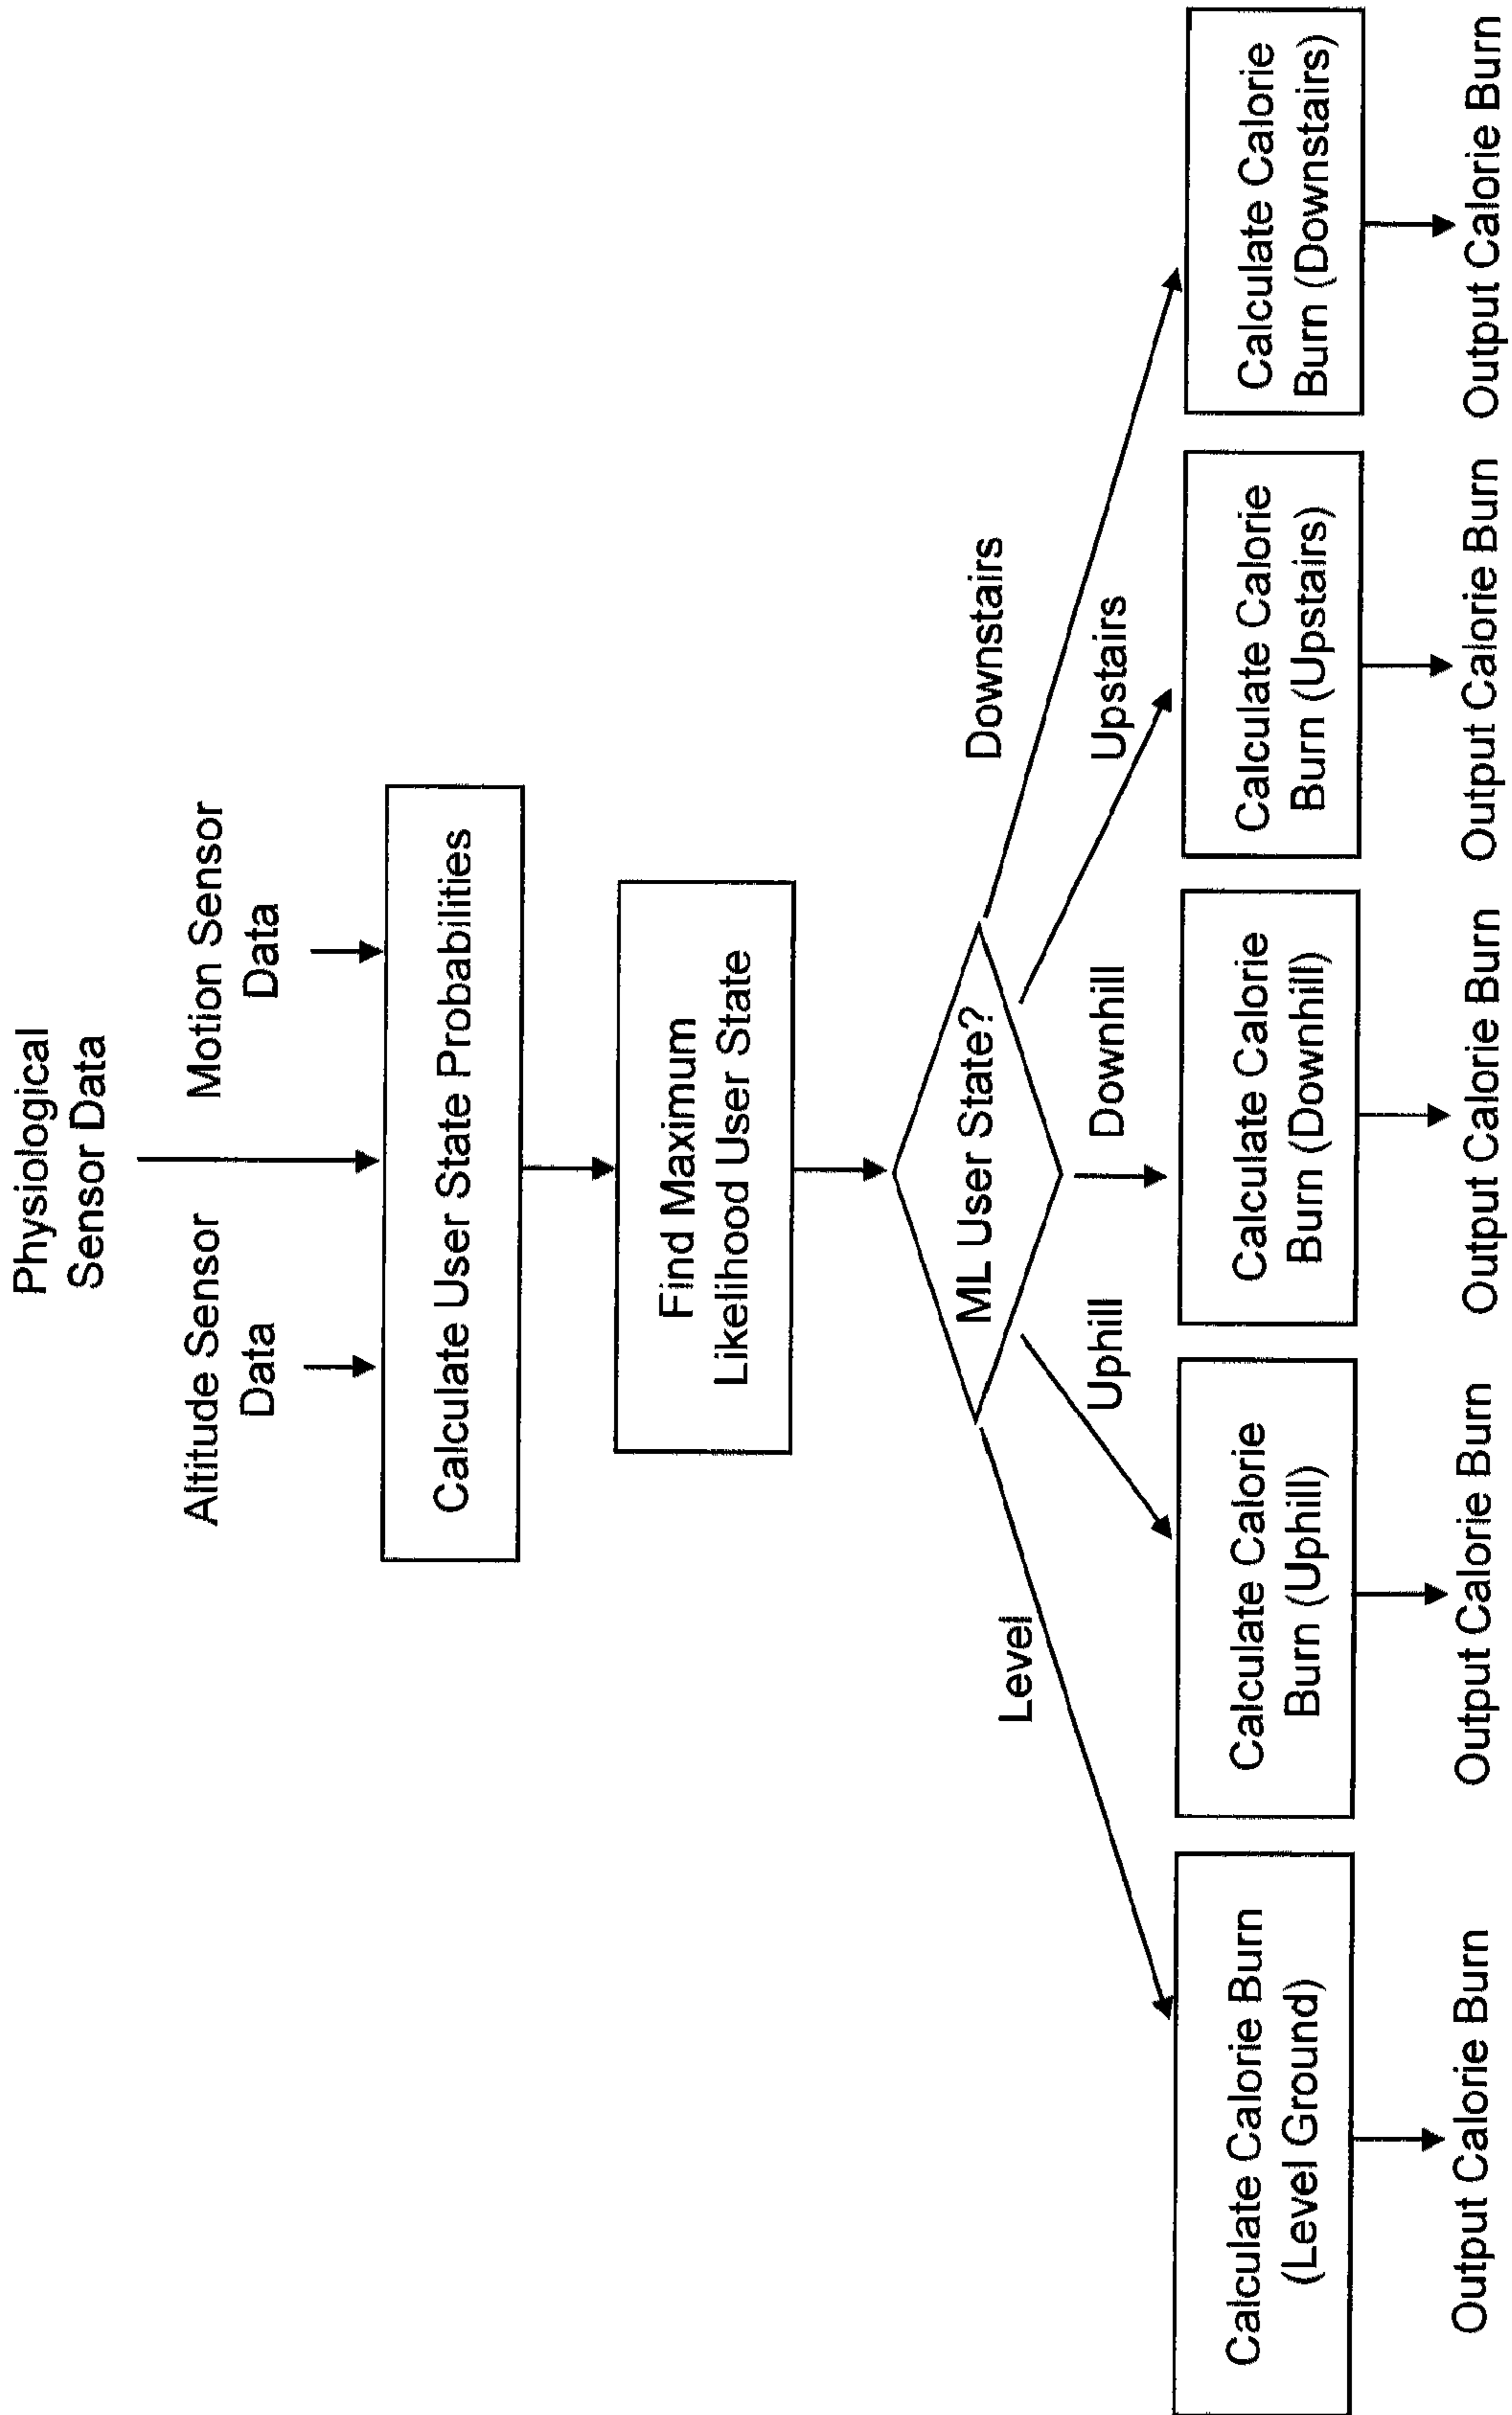 Physiological
Sensor Data
Altitude Sensor
Data
Motion Sensor
Data
Calculate User State Probabilities
Find Maximum
Likelihood User State
ML User State?
Level
Uphill
Downhill
Upstairs
Downstairs
Calculate Calorie Burn
(Level Ground)
Calculate Calorie
Burn (Uphill)
Calculate Calorie
Burn (Downhill)
Calculate Calorie
Burn (Upstairs)
Calculate Calorie
Burn (Downstairs)
Output Calorie Burn
Output Calorie Burn
Output Calorie Burn
Output Calorie Burn
Output Calorie Burn